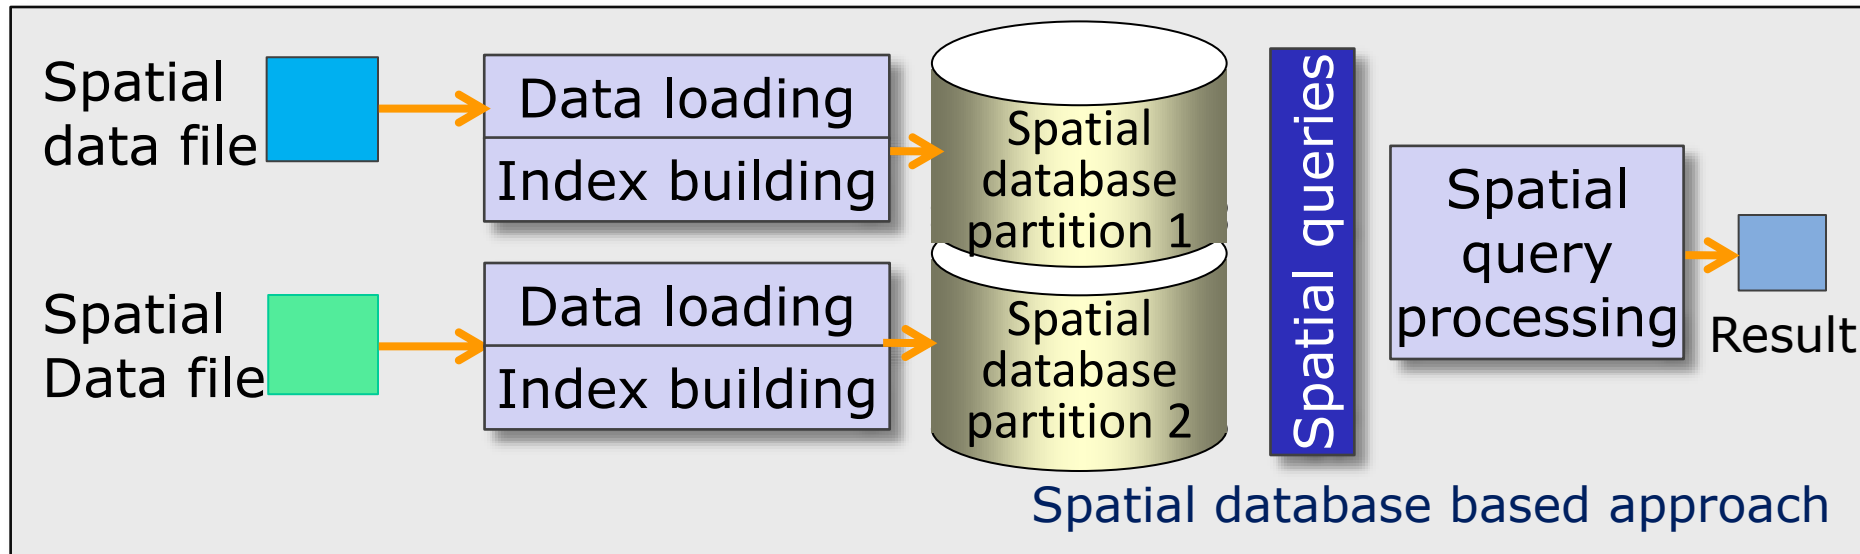 Spatial
data file
Data loading
Index building
Spatial
database
partition 1
Spatial
Data file
Data loading
Index building
Spatial
database
partition 2
Spatial queries
Spatial
query
processing
Result
Spatial database based approach